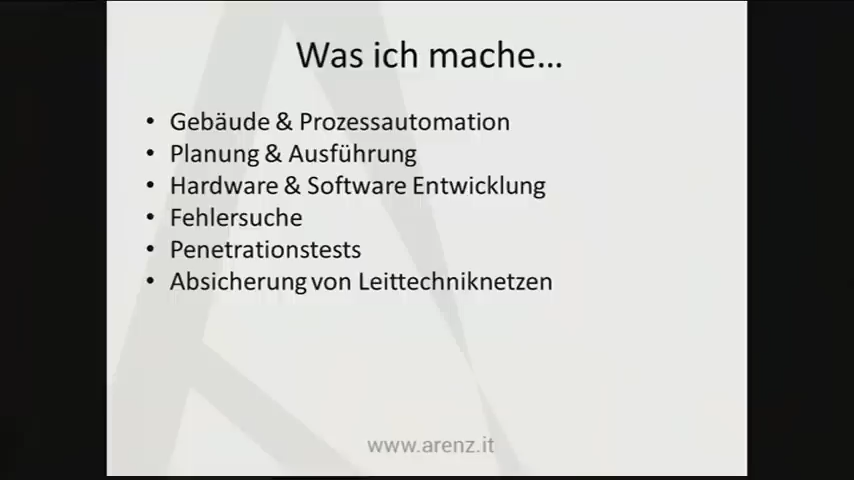 Was ich mache...
• Gebäude & Prozessautomation
• Planung & Ausführung
• Hardware & Software Entwicklung
• Fehlersuche
• Penetrationstests
• Absicherung von Leittechniknetzen
www.arenz.it